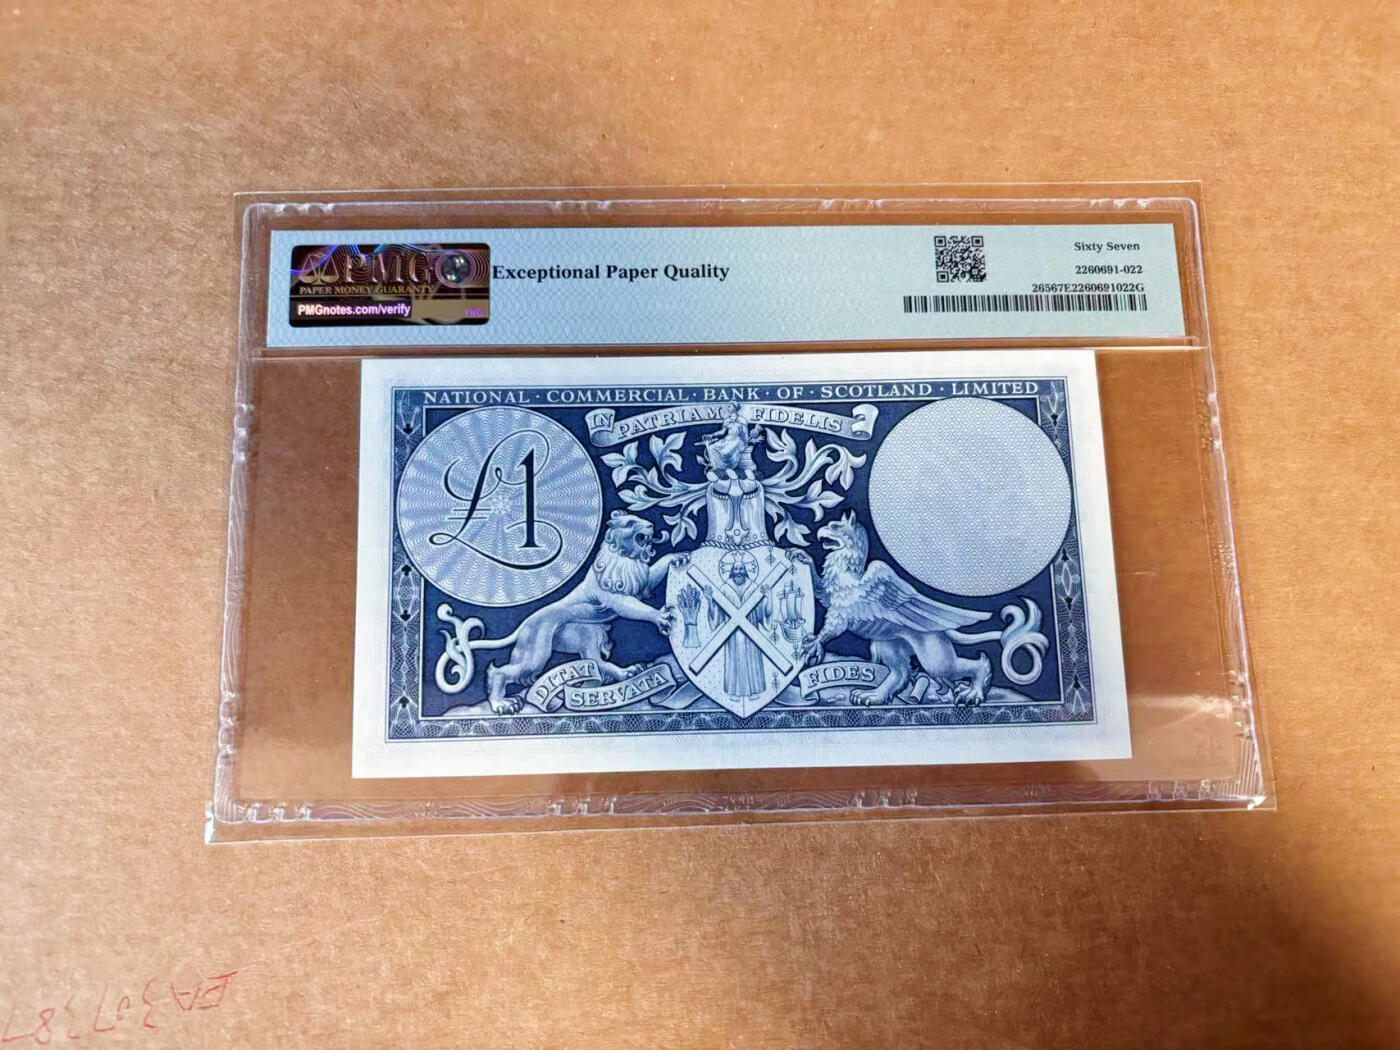 PMG
PAPER MONEY GUARANTY
PMGnotes.com/verify
PMG
Exceptional Paper Quality
Sixty Seven
2260691-022
26567E2260691022G
NATIONAL · COMMERCIAL · BANK · OF · SCOTLAND · LIMITED
IN PATRIAM FIDELIS
£1
DITAT SERVATA FIDES